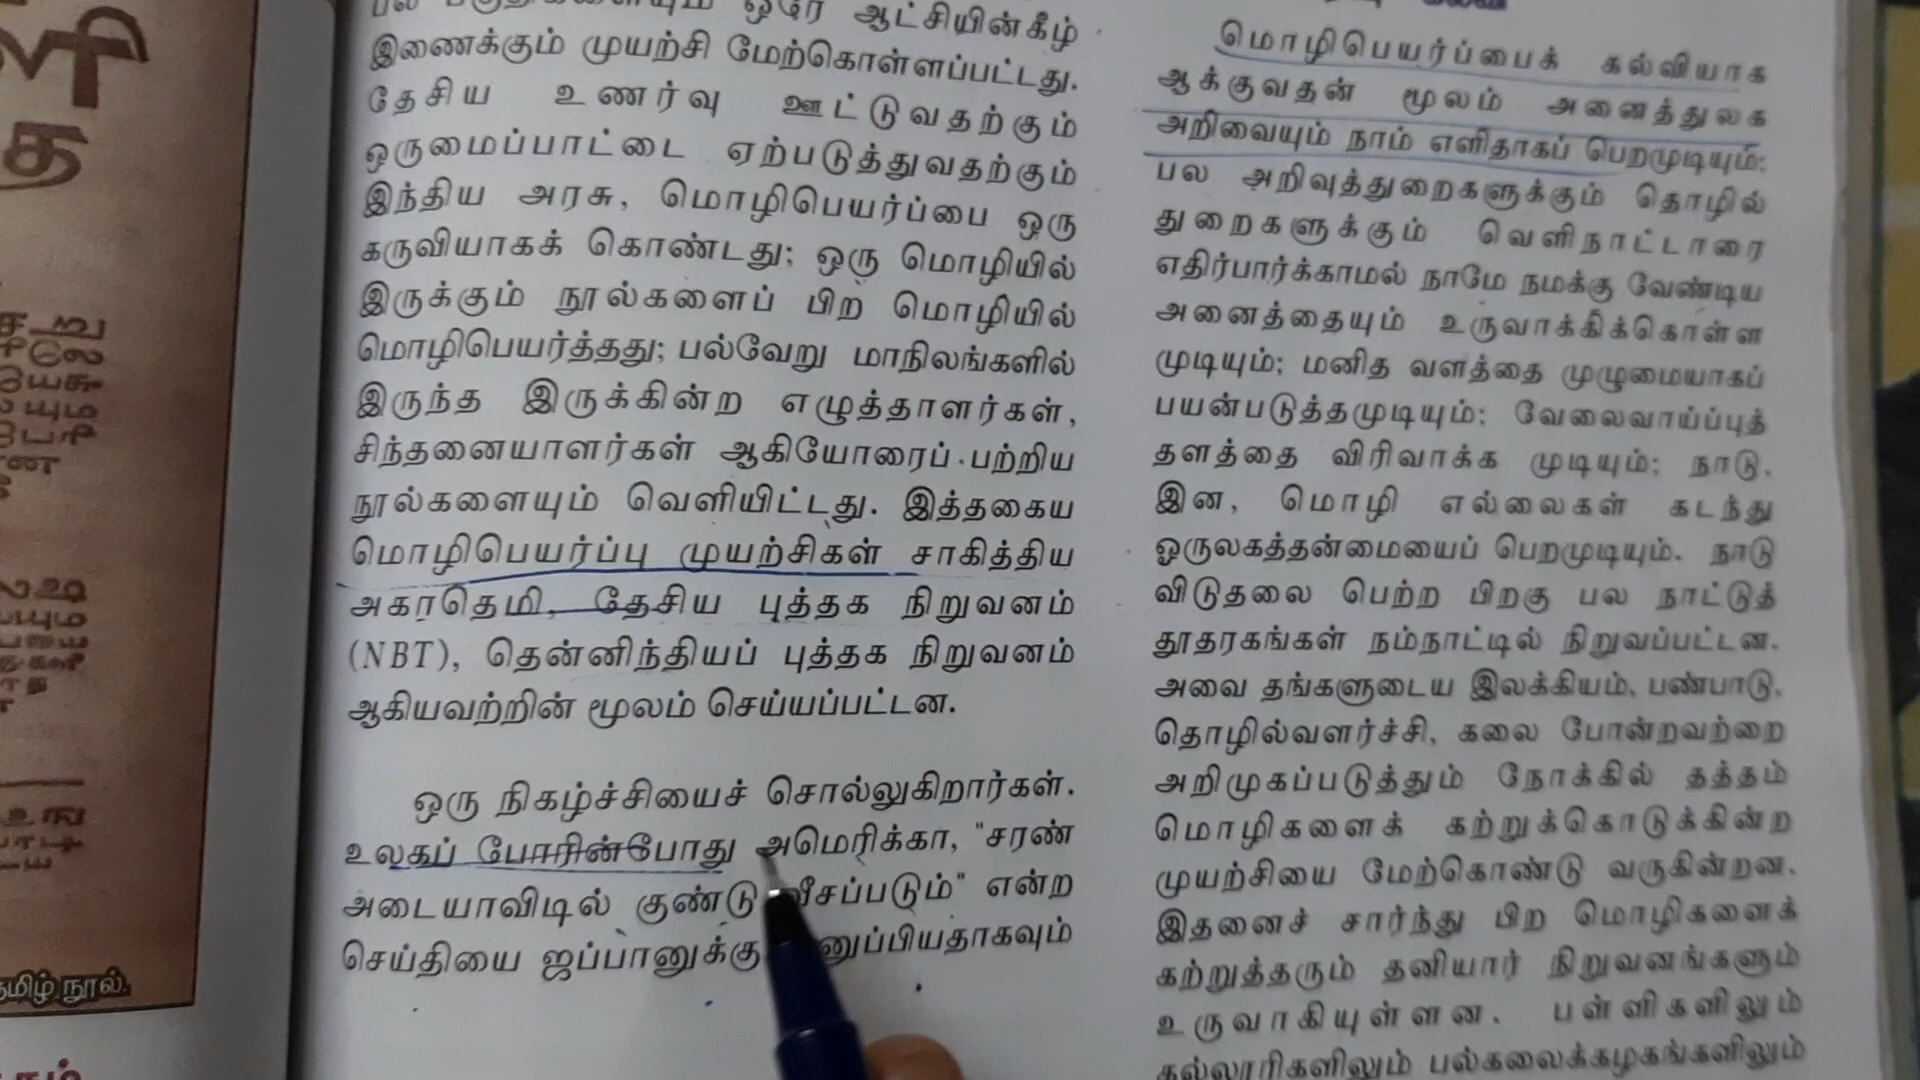 ஆட்சியின்கீழ்
இணைக்கும் முயற்சி மேற்கொள்ளப்பட்டது.
தேசிய உணர்வு ஊட்டுவதற்கும்
ஒருமைப்பாட்டை ஏற்படுத்துவதற்கும்
இந்திய அரசு, மொழிபெயர்ப்பை ஒரு
கருவியாகக் கொண்டது; ஒரு மொழியில்
இருக்கும் நூல்களைப் பிற மொழியில்
மொழிபெயர்த்தது; பல்வேறு மாநிலங்களில்
இருந்த இருக்கின்ற எழுத்தாளர்கள்,
சிந்தனையாளர்கள் ஆகியோரைப் பற்றிய
நூல்களையும் வெளியிட்டது. இத்தகைய
மொழிபெயர்ப்பு முயற்சிகள் சாகித்திய
அகாதெமி, தேசிய புத்தக நிறுவனம்
(NBT), தென்னிந்தியப் புத்தக நிறுவனம்
ஆகியவற்றின் மூலம் செய்யப்பட்டன.
ஒரு நிகழ்ச்சியைச் சொல்லுகிறார்கள்.
உலகப் போரின்போது அமெரிக்கா, "சரண்
அடையாவிடில் குண்டு வீசப்படும்" என்ற
செய்தியை ஜப்பானுக்கு அனுப்பியதாகவும்
மொழிபெயர்ப்பைக் கல்வியாக
ஆக்குவதன் மூலம் அனைத்துலக
அறிவையும் நாம் எளிதாகப் பெறமுடியும்;
பல அறிவுத்துறைகளுக்கும் தொழில்
துறைகளுக்கும் வெளிநாட்டாரை
எதிர்பார்க்காமல் நாமே நமக்கு வேண்டிய
அனைத்தையும் உருவாக்கிக்கொள்ள
முடியும்; மனித வளத்தை முழுமையாகப்
பயன்படுத்தமுடியும்; வேலைவாய்ப்புத்
தளத்தை விரிவாக்க முடியும்; நாடு,
இன, மொழி எல்லைகள் கடந்து
ஓருலகத்தன்மையைப் பெறமுடியும். நாடு
விடுதலை பெற்ற பிறகு பல நாட்டுத்
தூதரகங்கள் நம்நாட்டில் நிறுவப்பட்டன.
அவை தங்களுடைய இலக்கியம், பண்பாடு,
தொழில்வளர்ச்சி, கலை போன்றவற்றை
அறிமுகப்படுத்தும் நோக்கில் தத்தம்
மொழிகளைக் கற்றுக்கொடுக்கின்ற
முயற்சியை மேற்கொண்டு வருகின்றன.
இதனைச் சார்ந்து பிற மொழிகளைக்
கற்றுத்தரும் தனியார் நிறுவனங்களும்
உருவாகியுள்ளன. பள்ளிகளிலும்
கல்லூரிகளிலும் பல்கலைக்கழகங்களிலும்